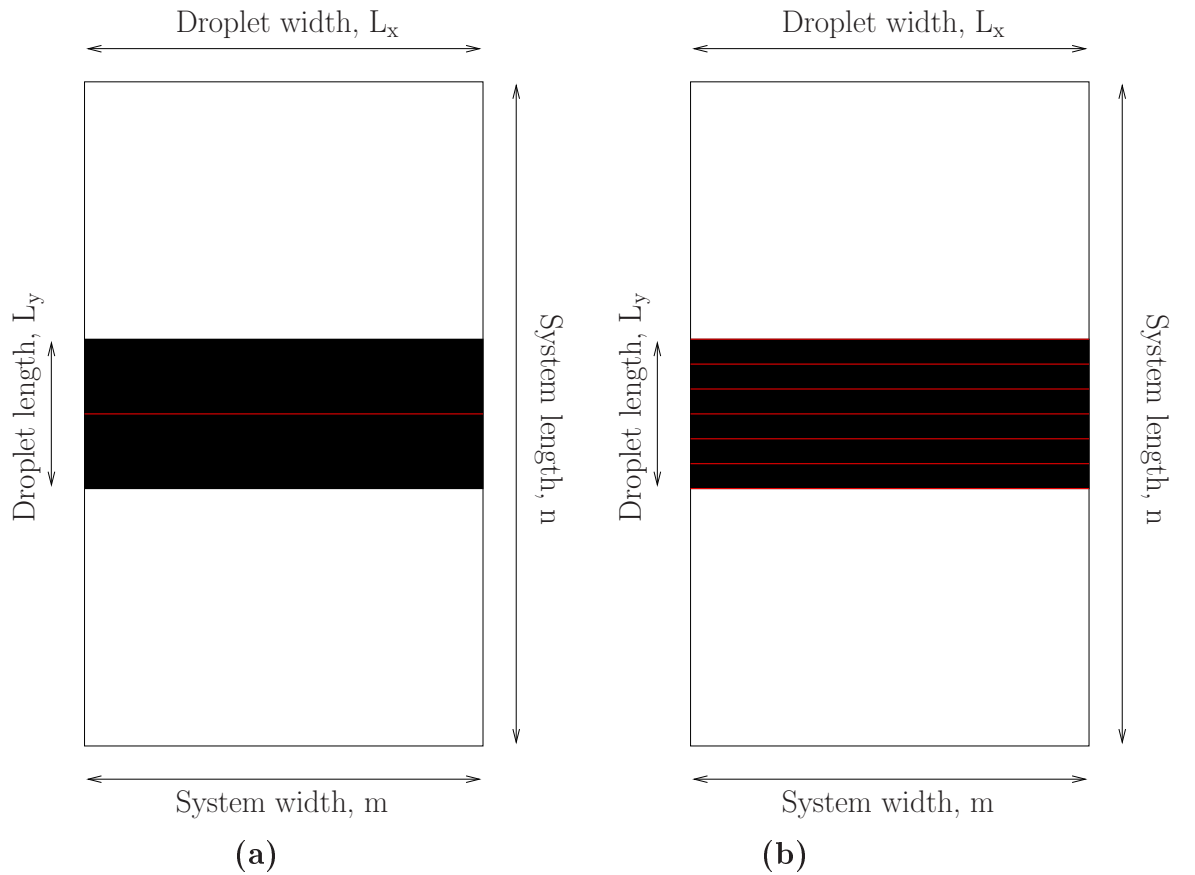 Droplet width, Lx
Droplet length, Ly
System length, n
System width, m
(a)
Droplet width, Lx
Droplet length, Ly
System length, n
System width, m
(b)